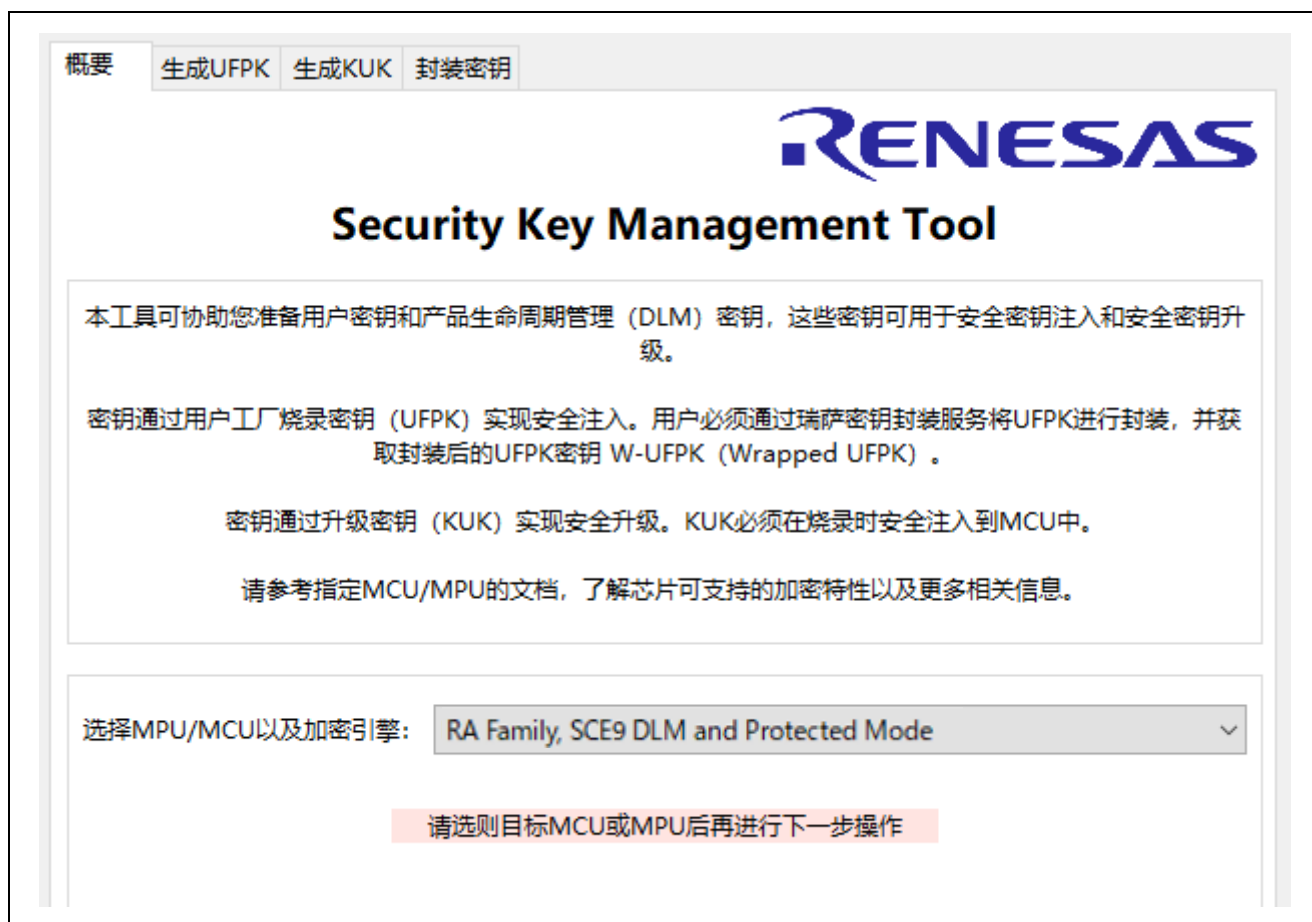 概要 生成UFPK 生成KUK 封装密钥
RENESAS
Security Key Management Tool
本工具可协助您准备用户密钥和产品生命周期管理（DLM）密钥，这些密钥可用于安全密钥注入和安全密钥升
级。
密钥通过用户工厂烧录密钥（UFPK）实现安全注入。用户必须通过瑞萨密钥封装服务将UFPK进行封装，并获
取封装后的UFPK密钥 W-UFPK（Wrapped UFPK）。
密钥通过升级密钥（KUK）实现安全升级。KUK必须在烧录时安全注入到MCU中。
请参考指定MCU/MPU的文档，了解芯片可支持的加密特性以及更多相关信息。
选择MPU/MCU以及加密引擎： RA Family, SCE9 DLM and Protected Mode
请选则目标MCU或MPU后再进行下一步操作